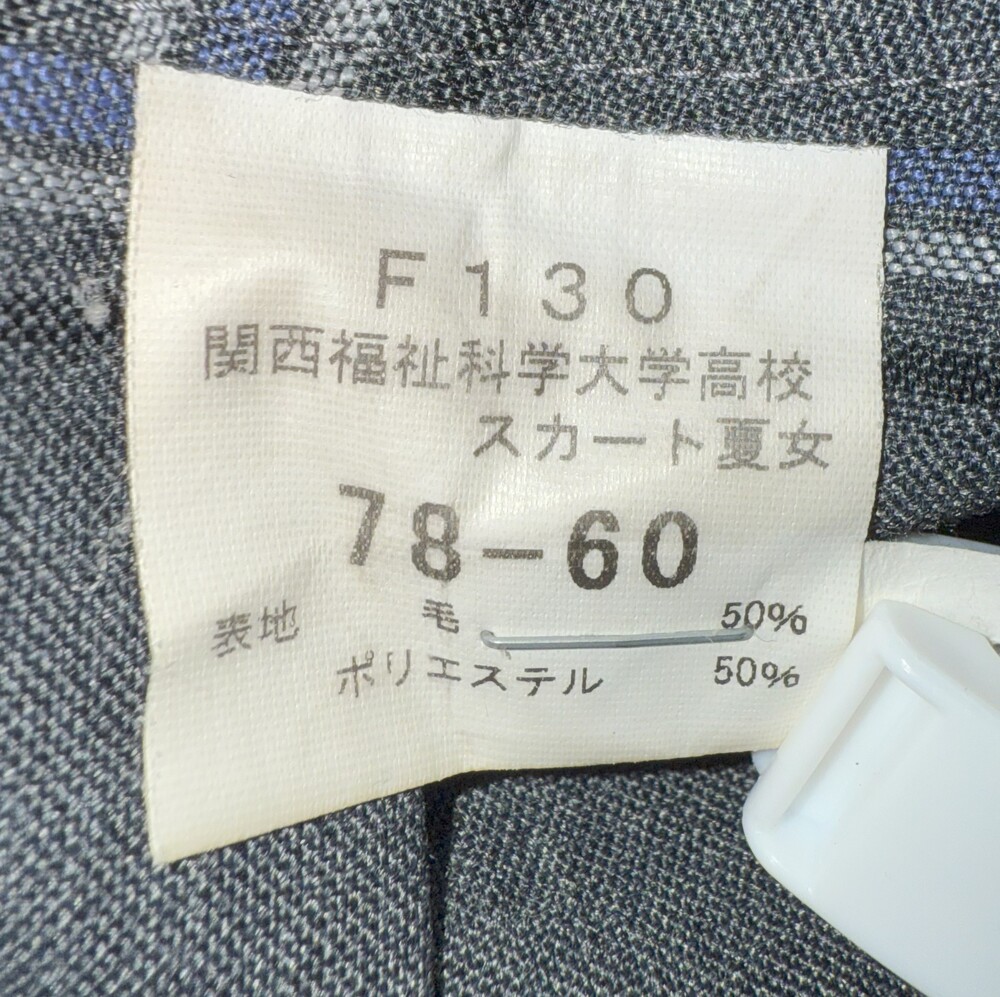 F130
関西福祉科学大学高校
スカート夏女
78-60
表地 毛 50%
ポリエステル 50%